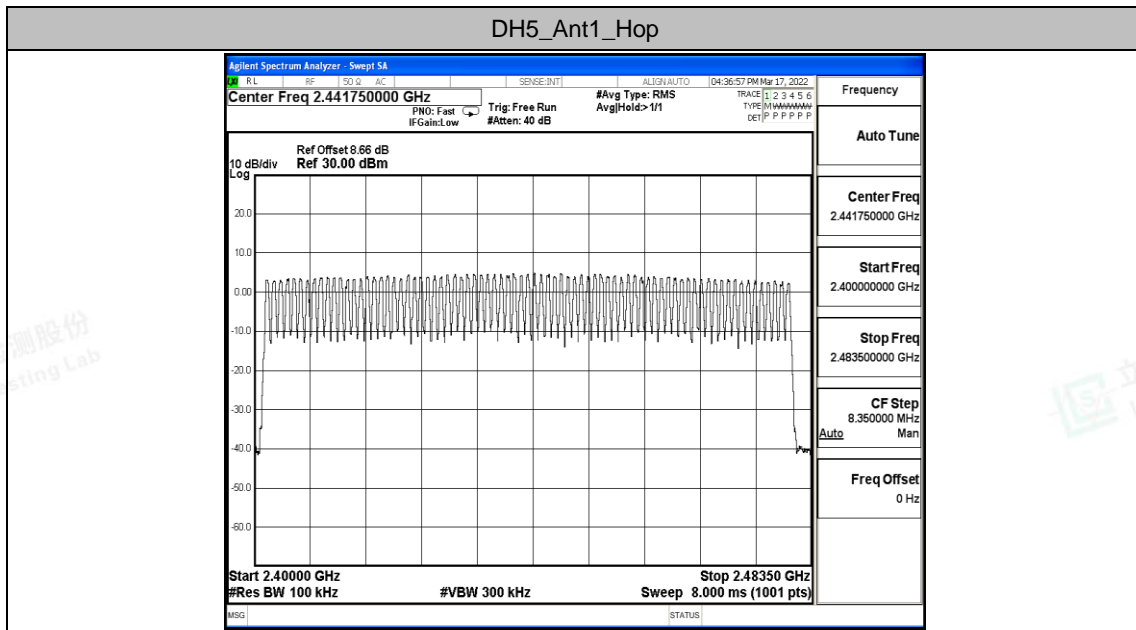 DH5_Ant1_Hop
Agilent Spectrum Analyzer - Swept SA
RL RF 50 Ω AC SENSE:INT ALIGN AUTO 04:36:57 PM Mar 17, 2022
Center Freq 2.441750000 GHz
PNO: Fast
IFGain:Low
Trig: Free Run
#Atten: 40 dB
#Avg Type: RMS
Avg|Hold:> 1/1
TRACE 1 2 3 4 5 6
TYPE M WWWWW
DET P P P P P P
Ref Offset 8.66 dB
10 dB/div Ref 30.00 dBm
Log
20.0
10.0
0.00
-10.0
-20.0
-30.0
-40.0
-50.0
-60.0
Start 2.40000 GHz Stop 2.48350 GHz
#Res BW 100 kHz #VBW 300 kHz Sweep 8.000 ms (1001 pts)
MSG STATUS
Frequency
Auto Tune
Center Freq
2.441750000 GHz
Start Freq
2.400000000 GHz
Stop Freq
2.483500000 GHz
CF Step
8.350000 MHz
Auto Man
Freq Offset
0 Hz
测股份
sting Lab